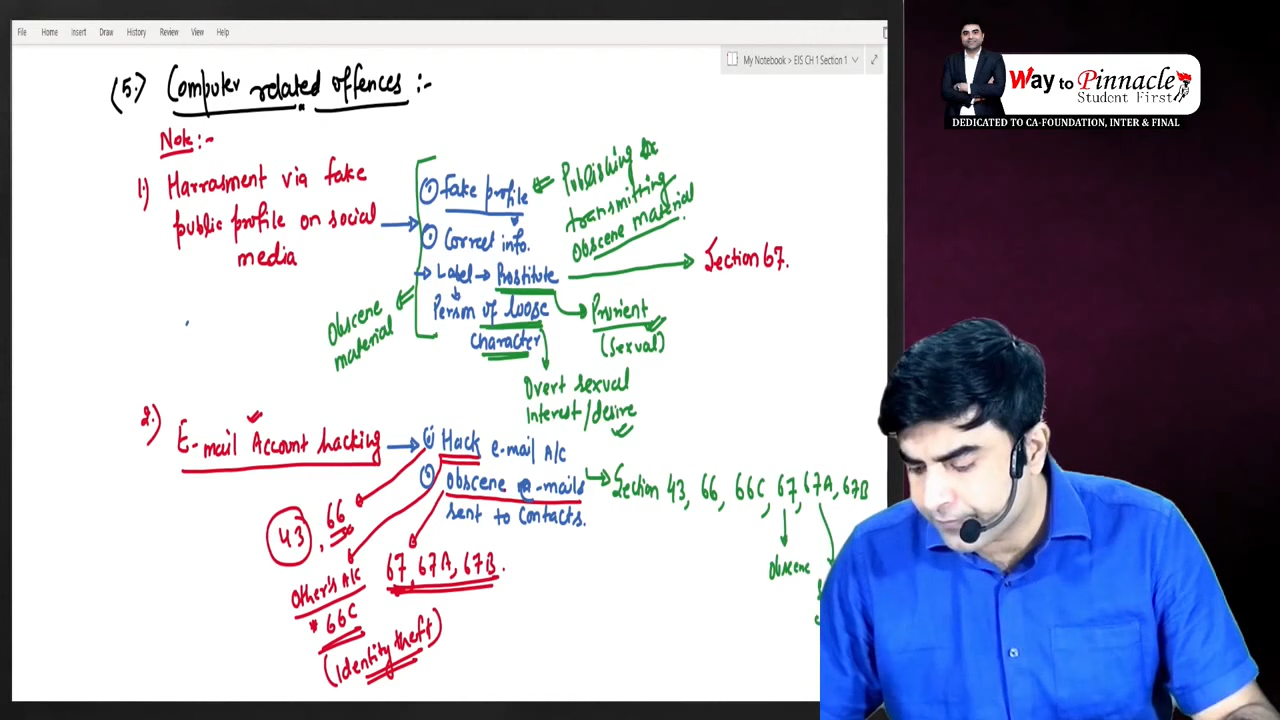 File Home Insert Draw History Review View Help
My Notebook > EIS CH 1 Section 1
Way to Pinnacle
Student First
DEDICATED TO CA-FOUNDATION, INTER & FINAL
(5.) Computer related offences :-
Note :-
1.) Harrasment via fake
public profile on social
media
Fake profile
Correct info.
Label → Prostitute
Person of loose
character
Publishing or
transmitting
obscene material
Section 67.
Obscene
material
Prurient
(Sexual)
Overt sexual
Interest/desire
2.) E-mail Account hacking
Hack e-mail A/c
Obscene e-mails
sent to Contacts.
Section 43, 66, 66C, 67, 67A, 67B
Obscene
43, 66
Other's A/c
* 66C
(Identity theft)
67, 67A, 67B.